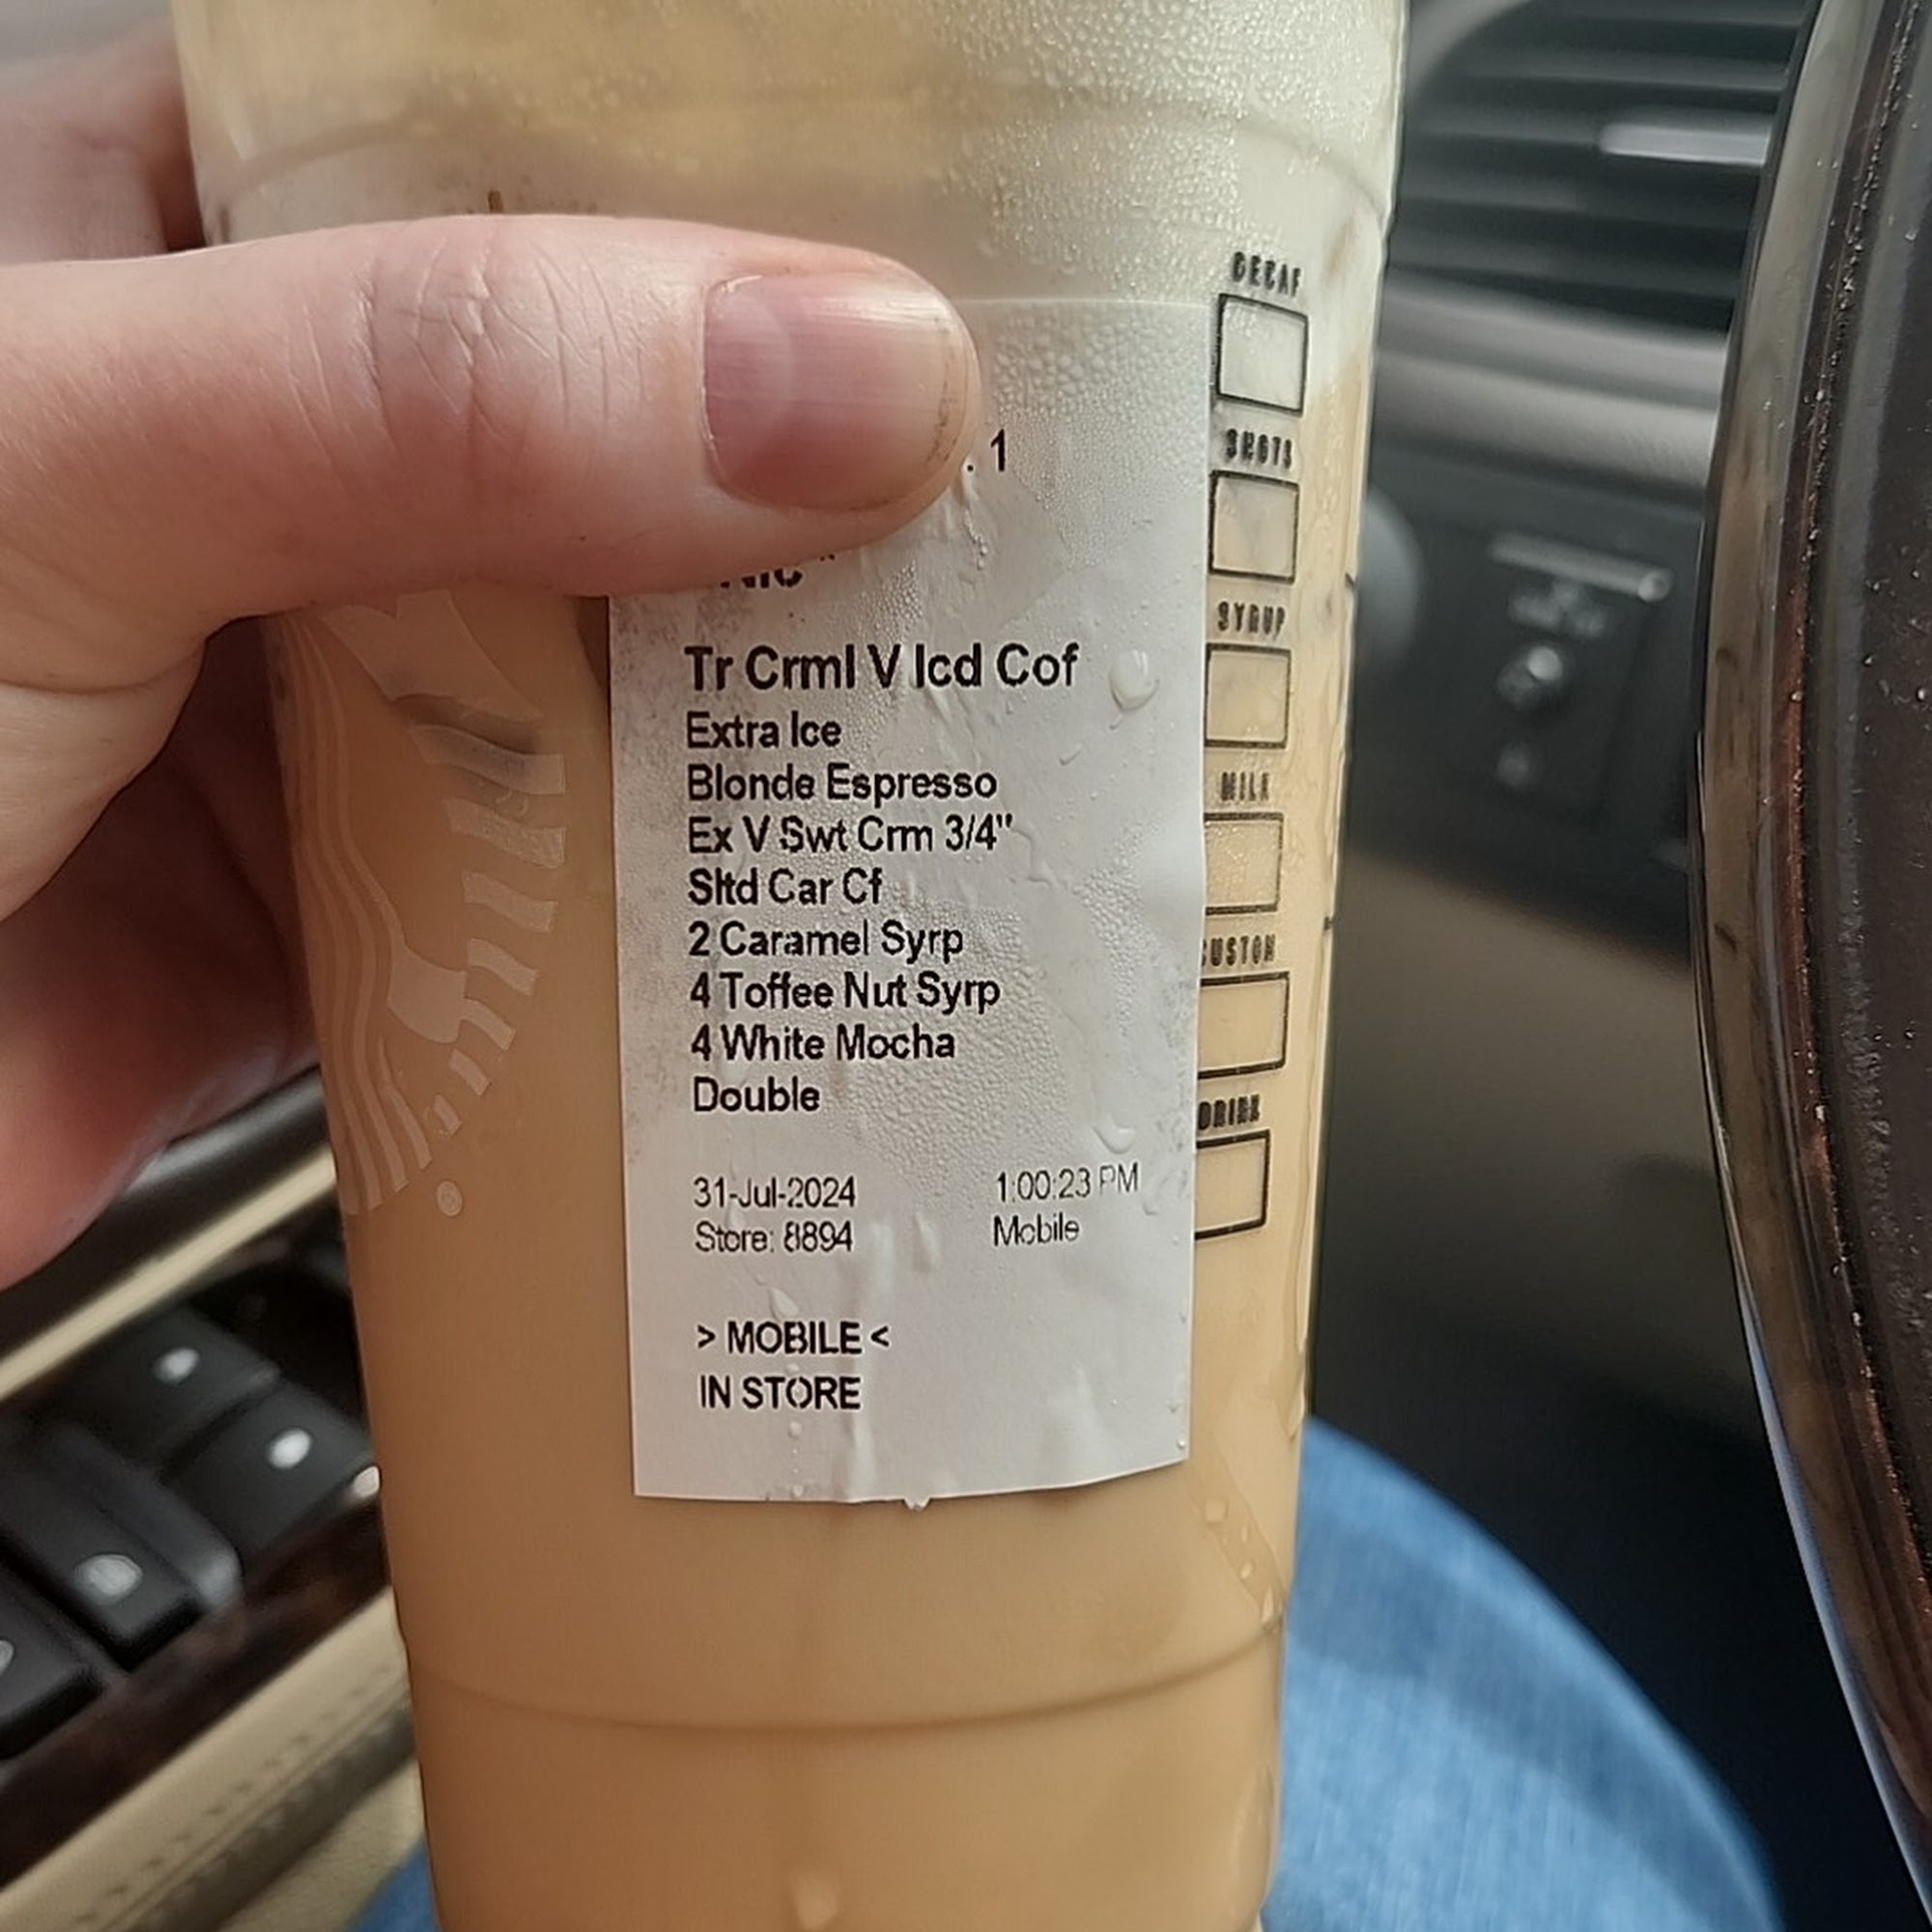 . 1
Tr Crml V Icd Cof
Extra Ice
Blonde Espresso
Ex V Swt Crm 3/4"
Sltd Car Cf
2 Caramel Syrp
4 Toffee Nut Syrp
4 White Mocha
Double
31-Jul-2024 1:00:23 PM
Store: 8894 Mobile
> MOBILE <
IN STORE
DECAF
SHOTS
SYRUP
MILK
CUSTOM
DRINK